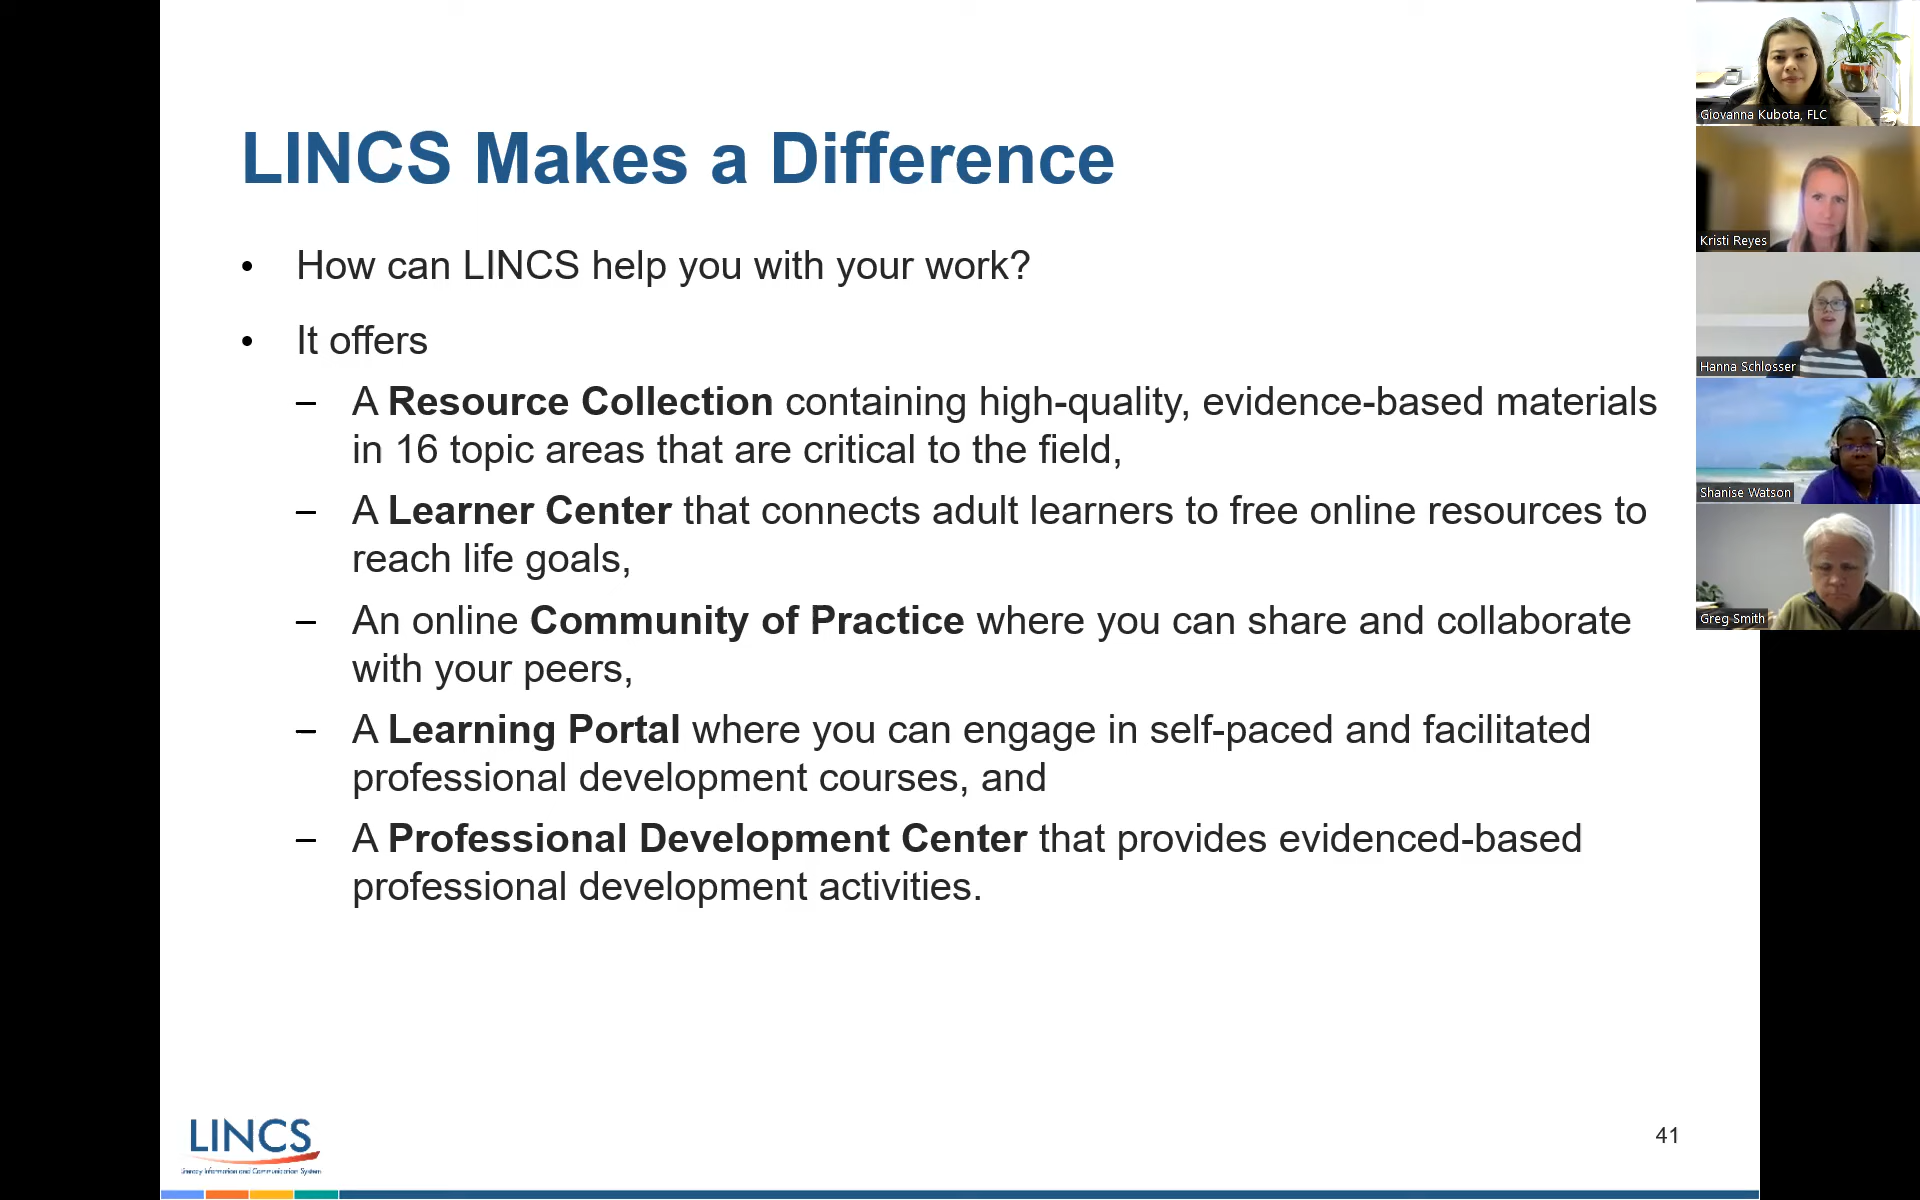 LINCS Makes a Difference
• How can LINCS help you with your work?
• It offers
– A Resource Collection containing high-quality, evidence-based materials
in 16 topic areas that are critical to the field,
– A Learner Center that connects adult learners to free online resources to
reach life goals,
– An online Community of Practice where you can share and collaborate
with your peers,
– A Learning Portal where you can engage in self-paced and facilitated
professional development courses, and
– A Professional Development Center that provides evidenced-based
professional development activities.
LINCS
Literacy Information and Communication System
41
Giovanna Kubota, FLC
Kristi Reyes
Hanna Schlosser
Shanise Watson
Greg Smith